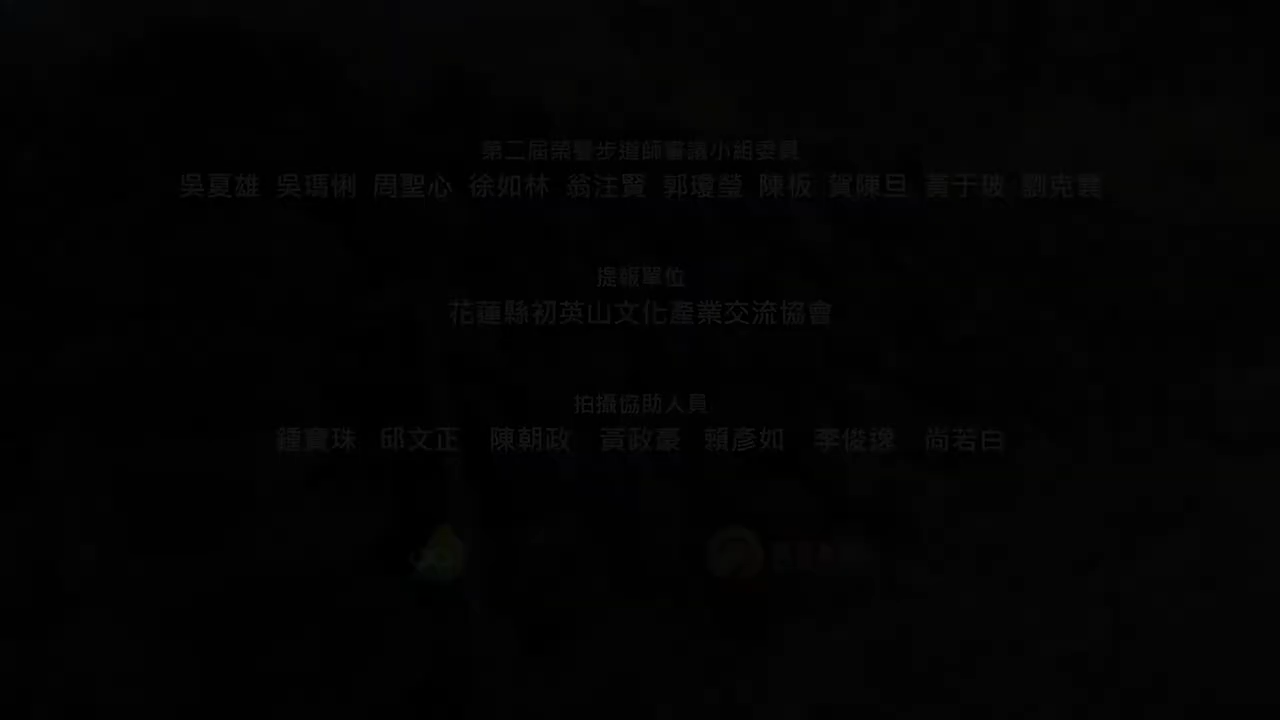 第二屆榮譽步道師審議小組委員
吳夏雄 吳瑪悧 周聖心 徐如林 翁注賢 郭瓊瑩 陳板 賀陳旦 黃于玻 劉克襄
提報單位
花蓮縣初英山文化產業交流協會
拍攝協助人員
鍾寶珠 邱文正 陳朝政 黃政豪 賴彥如 李俊逸 尚若白